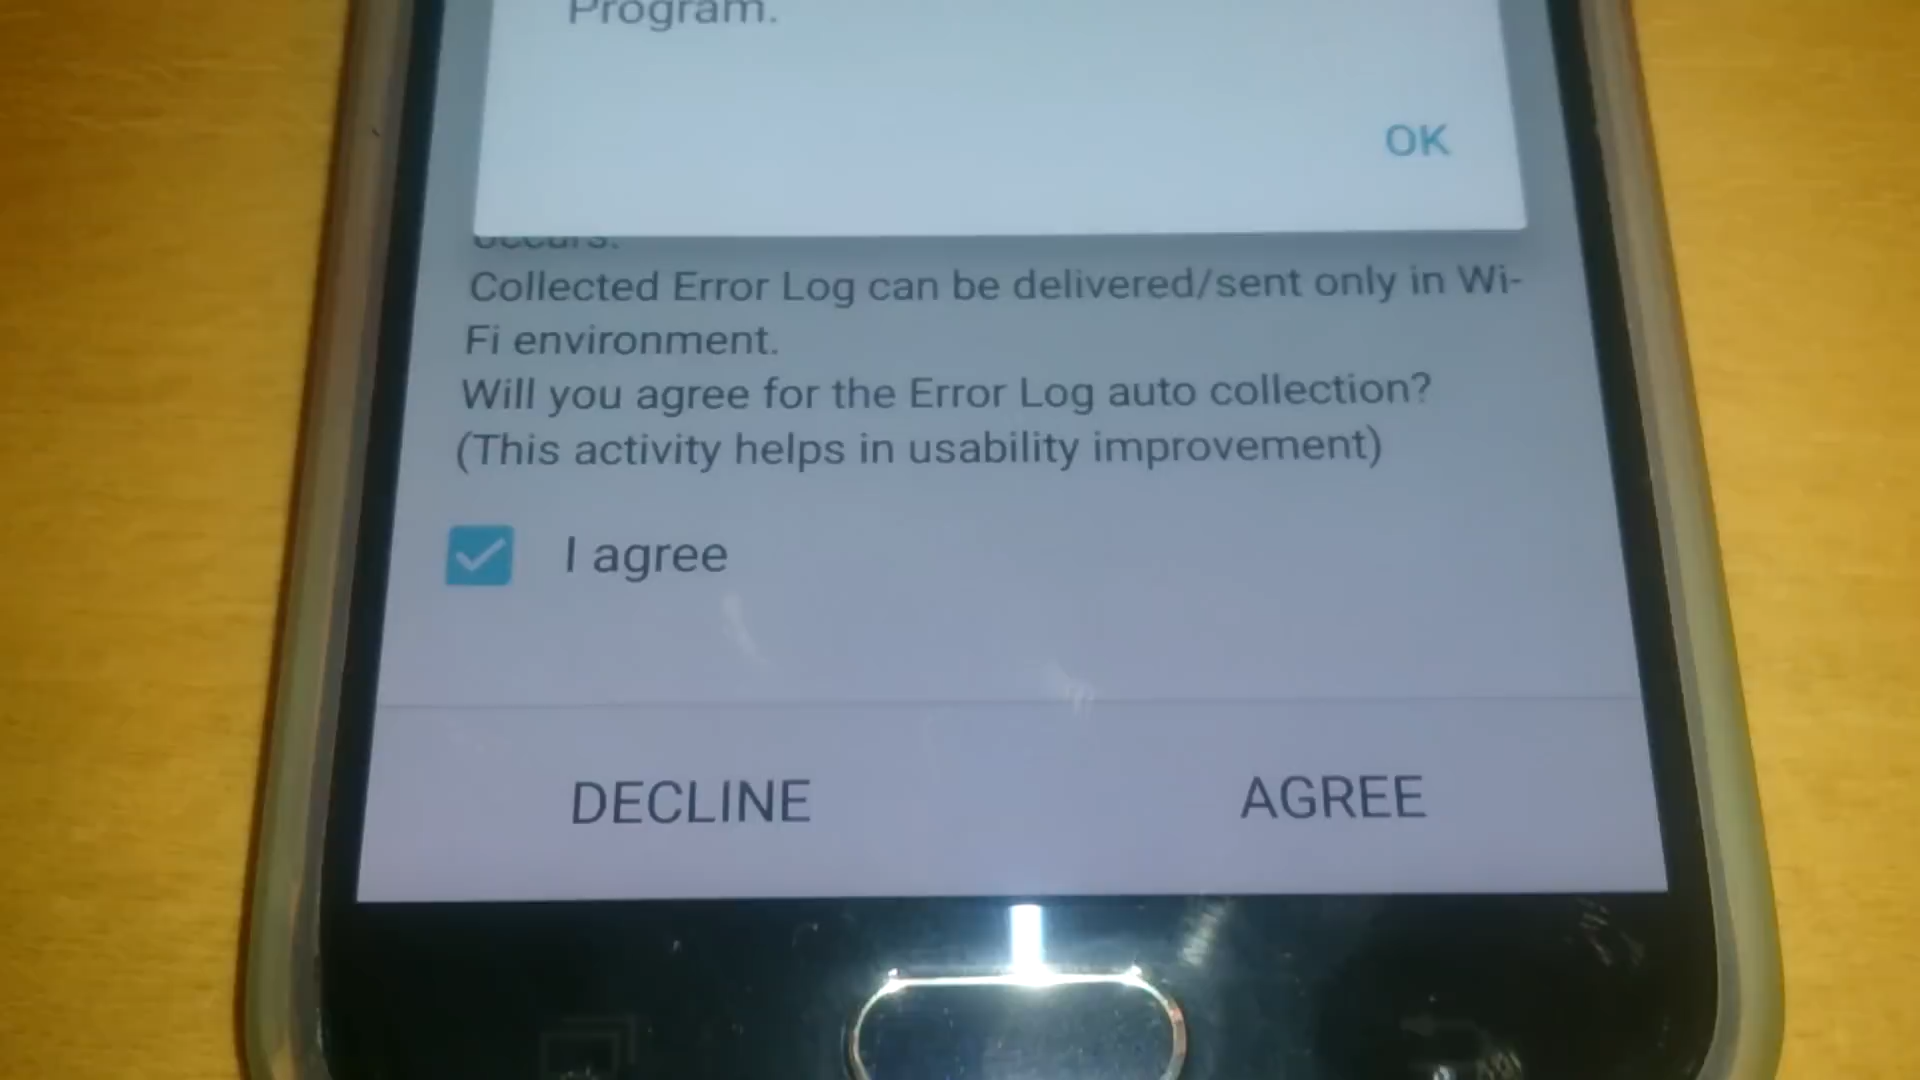 Program.
OK
occurs.
Collected Error Log can be delivered/sent only in Wi-
Fi environment.
Will you agree for the Error Log auto collection?
(This activity helps in usability improvement)
I agree
DECLINE
AGREE